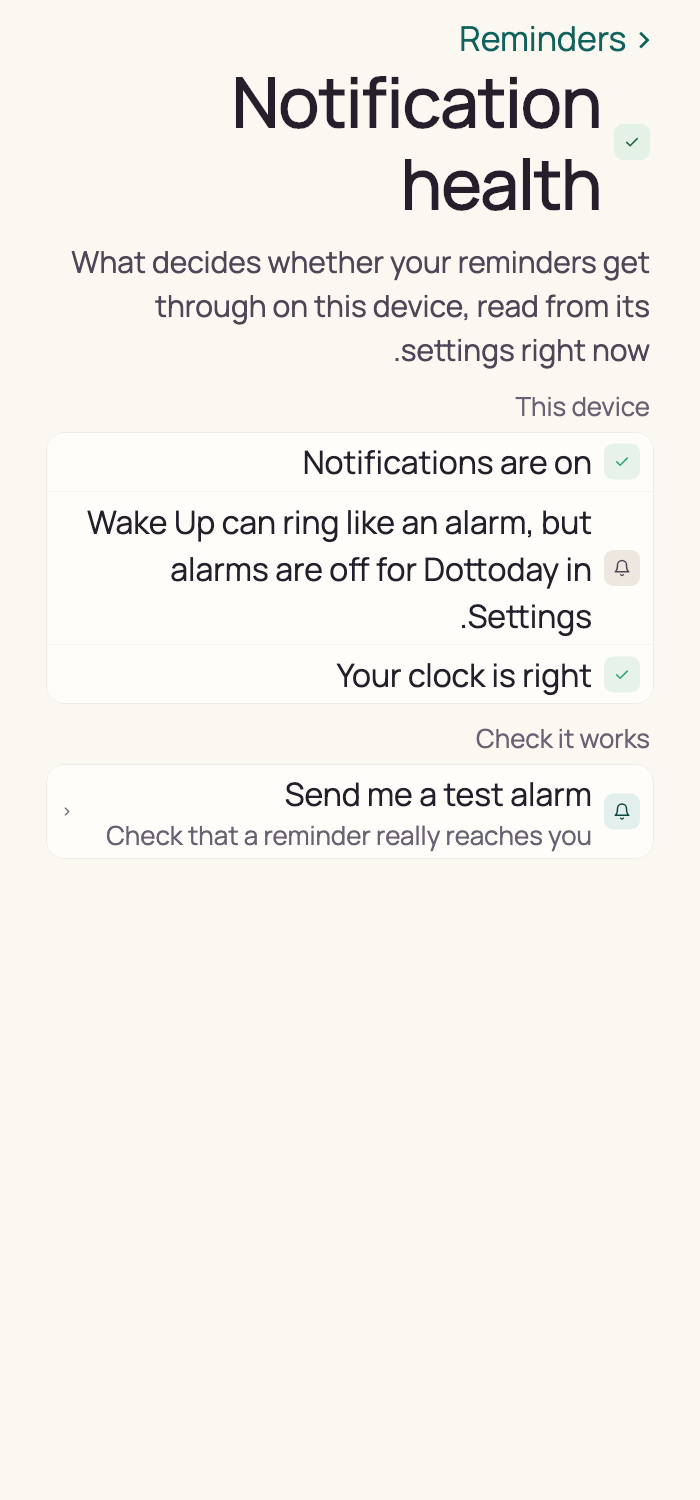 Reminders
Notification
health
What decides whether your reminders get
through on this device, read from its
.settings right now
This device
Notifications are on
Wake Up can ring like an alarm, but
alarms are off for Dottoday in
.Settings
Your clock is right
Check it works
Send me a test alarm
Check that a reminder really reaches you